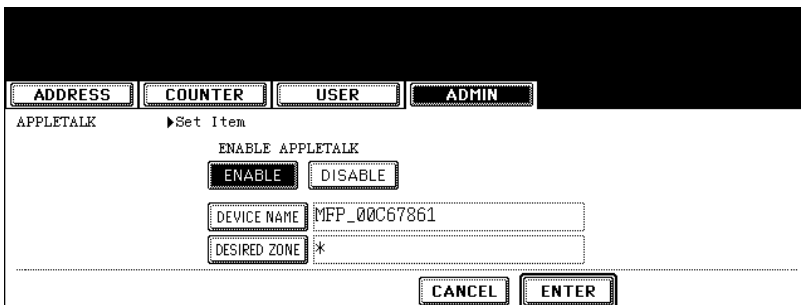 ADDRESS COUNTER USER ADMIN
APPLETALK ▶Set Item
ENABLE APPLETALK
ENABLE DISABLE
DEVICE NAME MFP_00C67861
DESIRED ZONE *
CANCEL ENTER